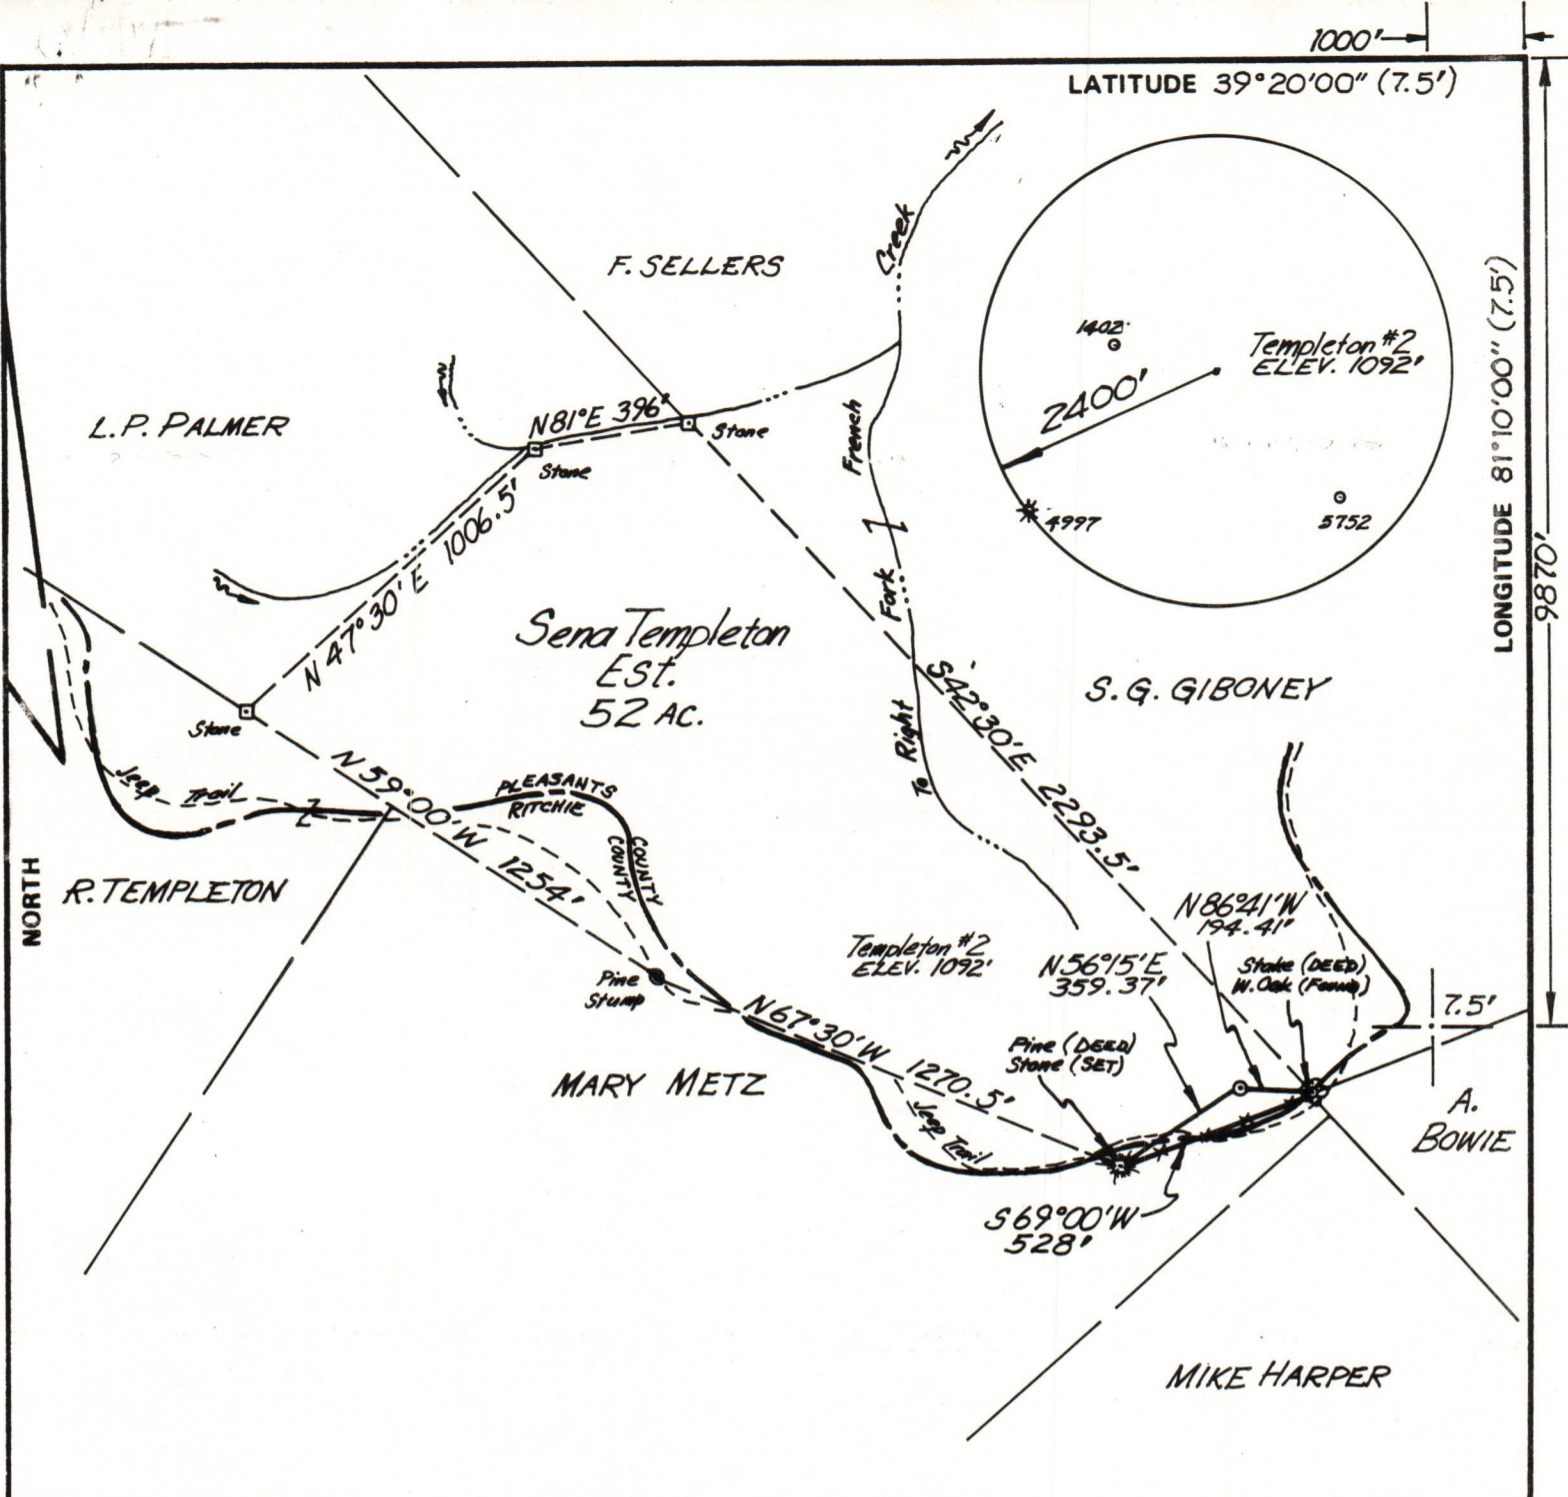 1000'
LATITUDE 39°20'00" (7.5')
LONGITUDE 81°10'00" (7.5')
9870'
F. SELLERS
Creek
1402
Templeton #2
ELEV. 1092'
2400'
4997
5752
L.P. PALMER
N81°E 396'
Stone
Stone
French
Fork
Right
To
N 47°30' E 1006.5'
Sena Templeton
Est.
52 AC.
S.G. GIBONEY
S42°30'E 2293.5'
Stone
N 59°00' W 1254'
Jeep Trail
PLEASANTS
RITCHIE
COUNTY
COUNTY
NORTH
R. TEMPLETON
Pine
Stump
Templeton #2
ELEV. 1092'
N56°15'E
359.37'
N86°41'W
194.41'
Stake (DEED)
W. Oak (Found)
7.5'
N67°30'W 1270.5'
Pine (DEED)
Stone (SET)
MARY METZ
Jeep Trail
A.
BOWIE
S69°00'W
528'
MIKE HARPER